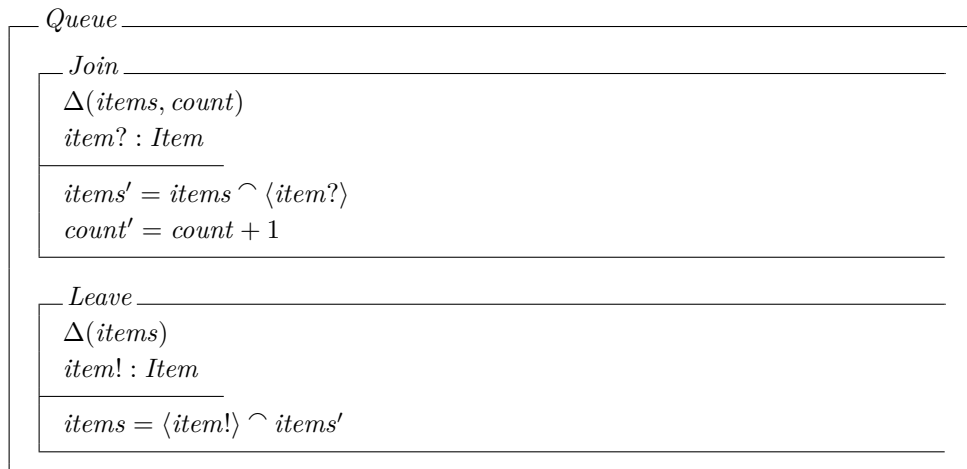 Queue
Join
Δ(items, count)
item? : Item
items′ = items ⌢ ⟨item?⟩
count′ = count + 1
Leave
Δ(items)
item! : Item
items = ⟨item!⟩ ⌢ items′